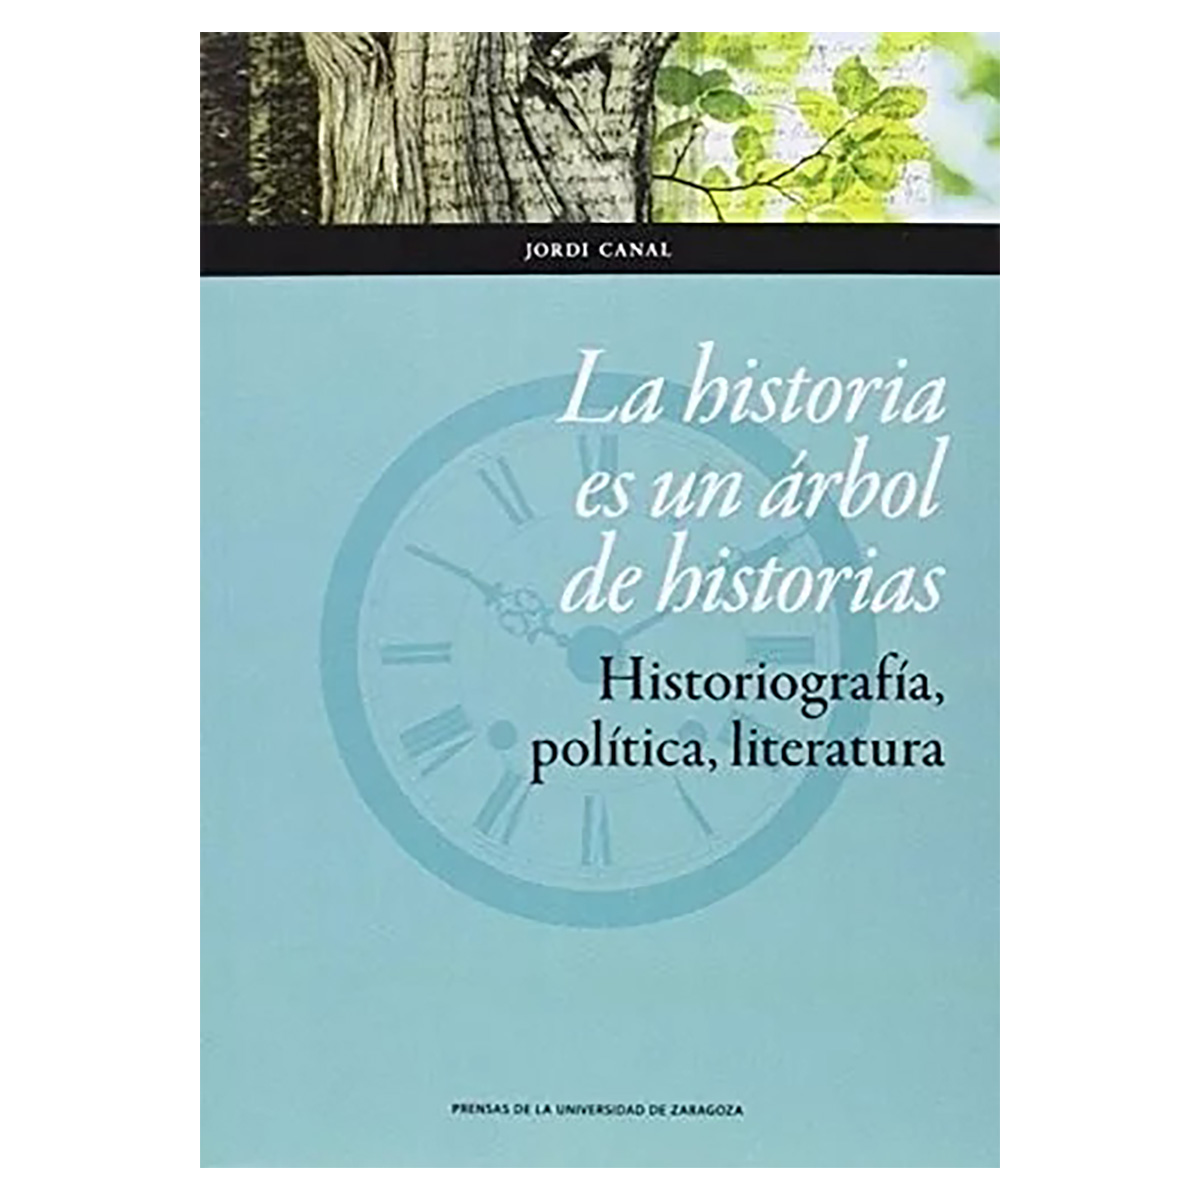 JORDI CANAL
La historia
es un árbol
de historias
Historiografía,
política, literatura
PRENSAS DE LA UNIVERSIDAD DE ZARAGOZA